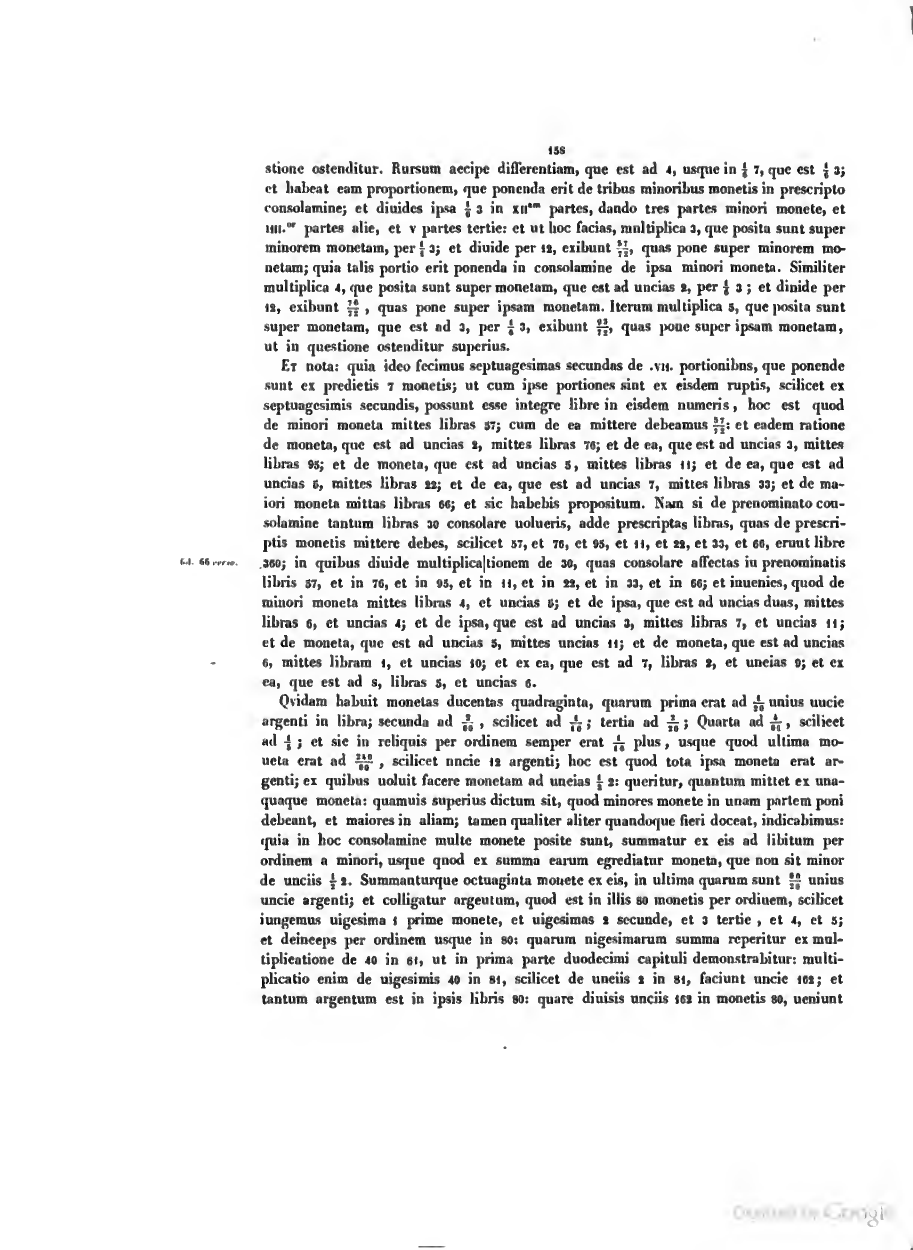 158
stione ostenditur. Rursum aecipe differentiam, que est ad 4, usque in 1/6 7, que est 1/6 3;
et habeat eam proportionem, que ponenda erit de tribus minoribus monetis in prescripto
consolamine; et diuides ipsa 1/6 3 in XIIem partes, dando tres partes minori monete, et
IIII.or partes alie, et v partes tertie: et ut hoc facias, multiplica 3, que posita sunt super
minorem monetam, per 1/6 3; et diuide per 12, exibunt 57/72, quas pone super minorem mo-
netam; quia talis portio erit ponenda in consolamine de ipsa minori moneta. Similiter
multiplica 4, que posita sunt super monetam, que est ad uncias 2, per 1/6 3 ; et diuide per
12, exibunt 76/72 , quas pone super ipsam monetam. Iterum multiplica 5, que posita sunt
super monetam, que est ad 3, per 1/6 3, exibunt 95/72, quas pone super ipsam monetam,
ut in questione ostenditur superius.
ET nota: quia ideo fecimus septuagesimas secundas de .VII. portionibus, que ponende
sunt ex predietis 7 monetis; ut cum ipse portiones sint ex eisdem ruptis, scilicet ex
septuagesimis secundis, possunt esse integre libre in eisdem numeris, hoc est quod
de minori moneta mittes libras 57; cum de ea mittere debeamus 57/72: et eadem ratione
de moneta, que est ad uncias 2, mittes libras 76; et de ea, que est ad uncias 3, mittes
libras 95; et de moneta, que est ad uncias 5, mittes libras 11; et de ea, que est ad
uncias 6, mittes libras 22; et de ea, que est ad uncias 7, mittes libras 33; et de ma-
iori moneta mittas libras 66; et sic habebis propositum. Nam si de prenominato con-
solamine tantum libras 30 consolare uolueris, adde prescriptas libras, quas de prescri-
ptis monetis mittere debes, scilicet 57, et 76, et 95, et 11, et 22, et 33, et 66, erunt libre
fol. 66 verso.
360; in quibus diuide multiplica|tionem de 30, quas consolare affectas in prenominatis
libris 57, et in 76, et in 95, et in 11, et in 22, et in 33, et in 66; et inuenies, quod de
minori moneta mittes libras 4, et uncias 8; et de ipsa, que est ad uncias duas, mittes
libras 6, et uncias 4; et de ipsa, que est ad uncias 3, mittes libras 7, et uncias 11;
et de moneta, que est ad uncias 5, mittes uncias 11; et de moneta, que est ad uncias
6, mittes libram 1, et uncias 10; et ex ea, que est ad 7, libras 2, et uneias 9; et ex
ea, que est ad 8, libras 5, et uncias 6.
Qvidam habuit monetas ducentas quadraginta, quarum prima erat ad 1/20 unius uucie
argenti in libra; secunda ad 2/20 , scilicet ad 1/10 ; tertia ad 3/20 ; Quarta ad 4/20 , scilicet
ad 1/5 ; et sie in reliquis per ordinem semper erat 1/20 plus, usque quod ultima mo-
ueta erat ad 240/20 , scilicet nncie 12 argenti; hoc est quod tota ipsa moneta erat ar-
genti; ex quibus uoluit facere monetam ad uneias 1/2 2: queritur, quantum mittet ex una-
quaque moneta: quamuis superius dictum sit, quod minores monete in unam partem poni
debeant, et maiores in aliam; tamen qualiter aliter quandoque fieri doceat, indicabimus:
quia in hoc consolamine multe monete posite sunt, summatur ex eis ad libitum per
ordinem a minori, usque qnod ex summa earum egrediatur moneta, que non sit minor
de unciis 1/2 2. Summanturque octuaginta monete ex eis, in ultima quarum sunt 80/20 unius
uncie argenti; et colligatur argeutum, quod est in illis 80 monetis per ordiuem, scilicet
iungemus uigesima 1 prime monete, et uigesimas 2 secunde, et 3 tertie , et 4, et 5;
et deineeps per ordinem usque in 80: quarum nigesimarum summa reperitur ex mul-
tiplieatione de 40 in 81, ut in prima parte duodecimi capituli demonstrabitur: multi-
plicatio enim de uigesimis 40 in 81, scilicet de uneiis 2 in 81, faciunt uncie 162; et
tantum argentum est in ipsis libris 80: quare diuisis unciis 162 in monetis 80, ueniunt